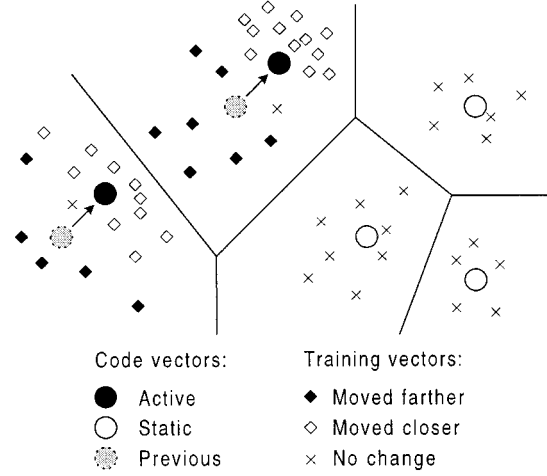 Code vectors: Training vectors:
Active Moved farther
Static Moved closer
Previous No change